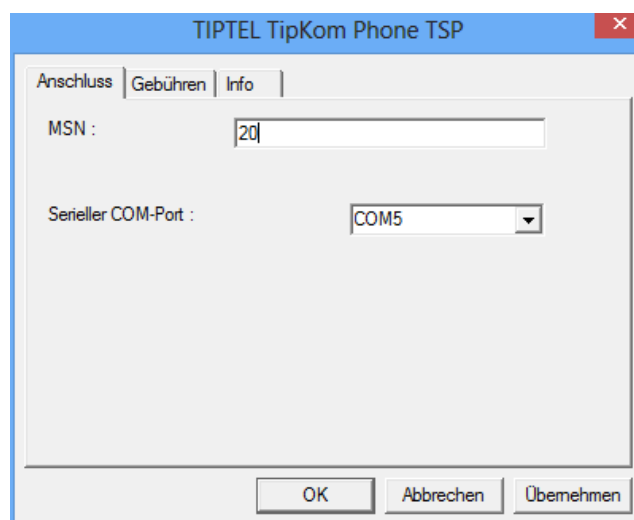 TIPTEL TipKom Phone TSP
Anschluss Gebühren Info
MSN : 20
Serieller COM-Port : COM5
OK Abbrechen Übernehmen